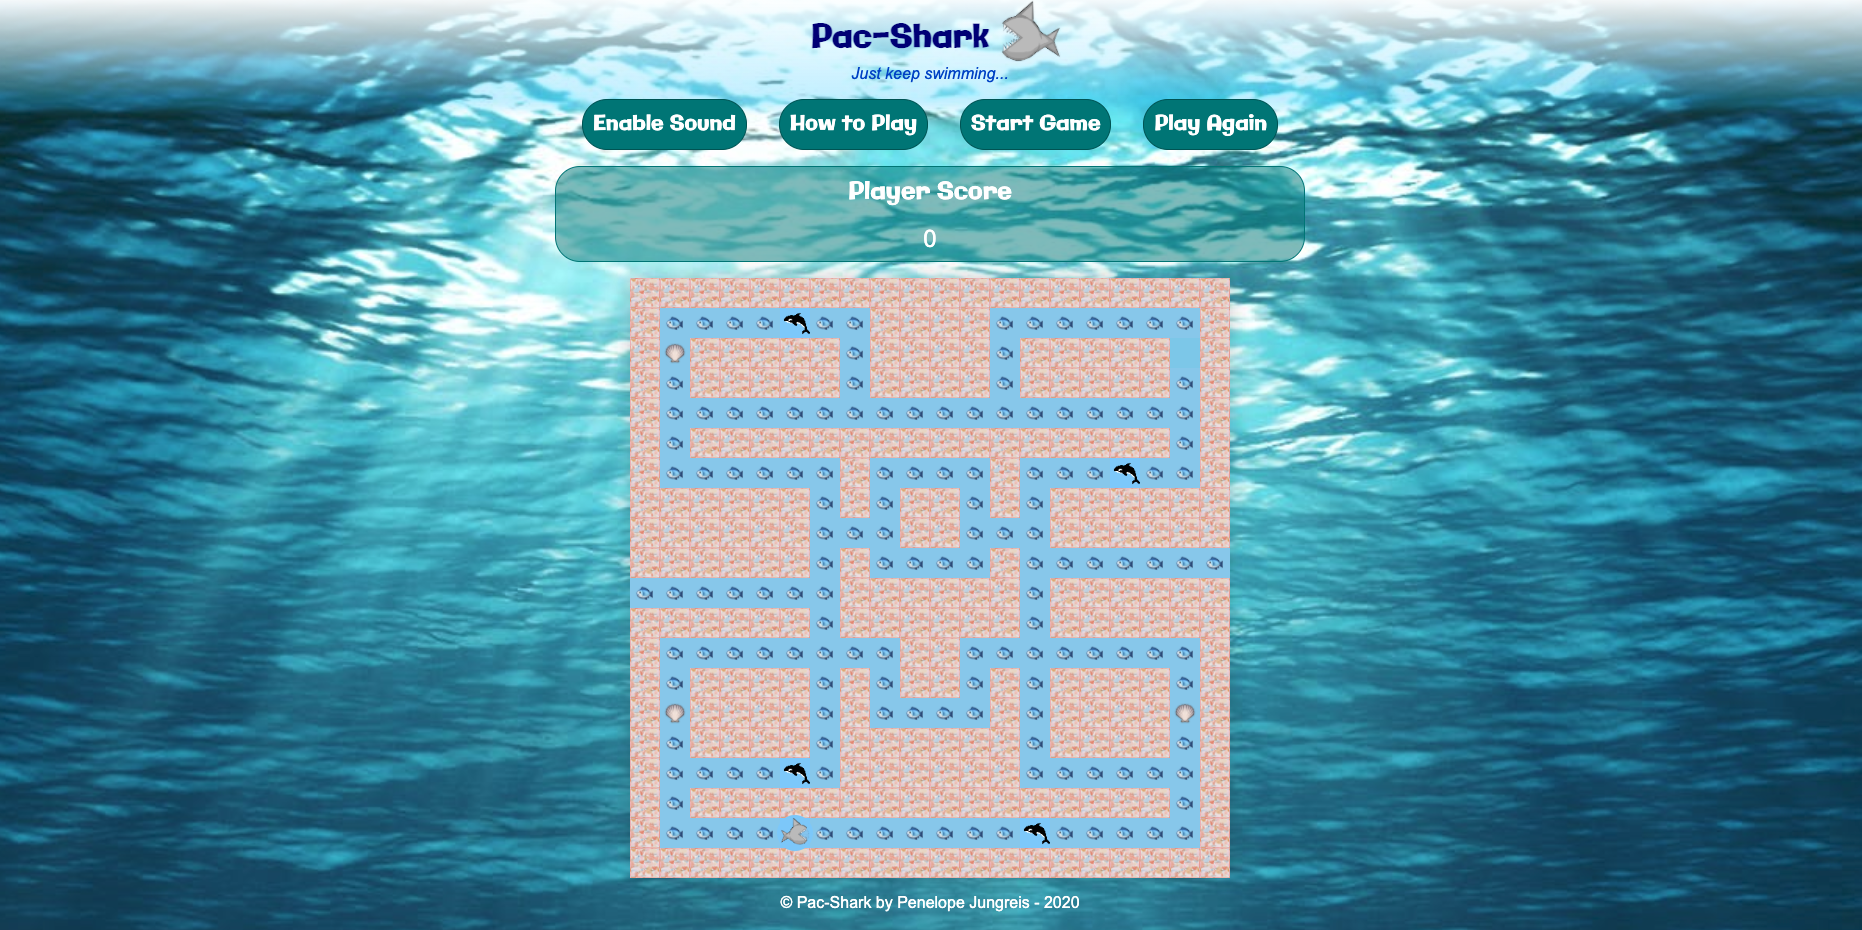 Pac-Shark
Just keep swimming...
Enable Sound
How to Play
Start Game
Play Again
Player Score
0
© Pac-Shark by Penelope Jungreis - 2020